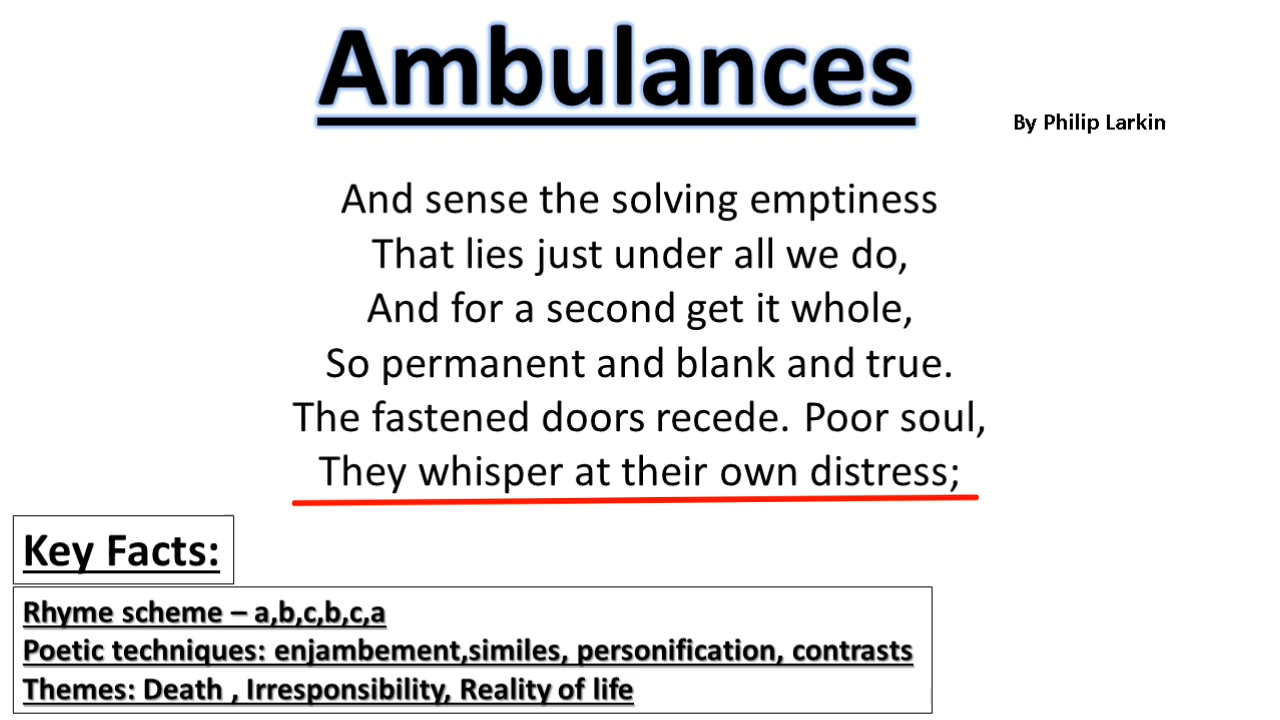 Ambulances
By Philip Larkin
And sense the solving emptiness
That lies just under all we do,
And for a second get it whole,
So permanent and blank and true.
The fastened doors recede. Poor soul,
They whisper at their own distress;
Key Facts:
Rhyme scheme – a,b,c,b,c,a
Poetic techniques: enjambement,similes, personification, contrasts
Themes: Death , Irresponsibility, Reality of life